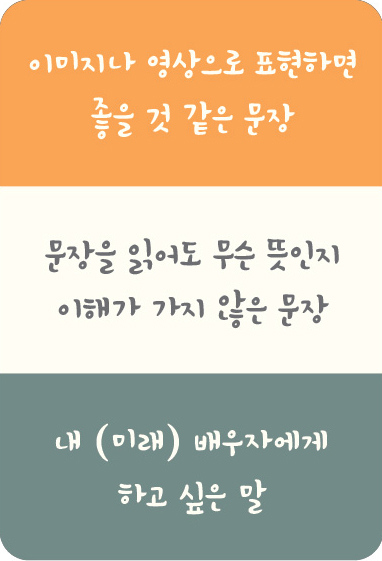 이미지나 영상으로 표현하면
좋을 것 같은 문장
문장을 읽어도 무슨 뜻인지
이해가 가지 않은 문장
내 (미래) 배우자에게
하고 싶은 말